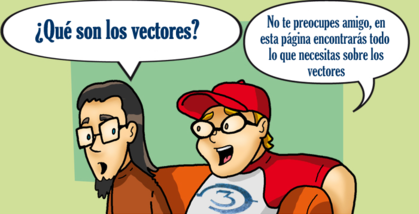 ¿Qué son los vectores?
No te preocupes amigo, en
esta página encontrarás todo
lo que necesitas sobre los
vectores
3